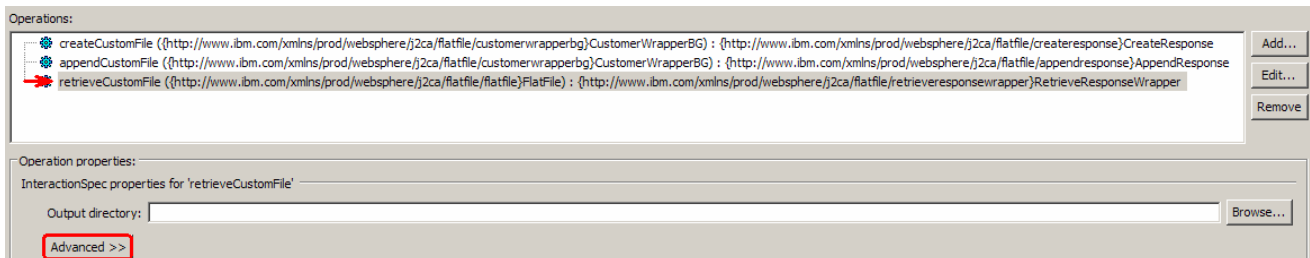 Operations:
createCustomFile ({http://www.ibm.com/xmlns/prod/websphere/j2ca/flatfile/customerwrapperbg}CustomerWrapperBG) : {http://www.ibm.com/xmlns/prod/websphere/j2ca/flatfile/createresponse}CreateResponse
Add...
appendCustomFile ({http://www.ibm.com/xmlns/prod/websphere/j2ca/flatfile/customerwrapperbg}CustomerWrapperBG) : {http://www.ibm.com/xmlns/prod/websphere/j2ca/flatfile/appendresponse}AppendResponse
Edit...
retrieveCustomFile ({http://www.ibm.com/xmlns/prod/websphere/j2ca/flatfile/flatfile}FlatFile) : {http://www.ibm.com/xmlns/prod/websphere/j2ca/flatfile/retrieveresponsewrapper}RetrieveResponseWrapper
Remove
Operation properties:
InteractionSpec properties for 'retrieveCustomFile'
Output directory:
Browse...
Advanced >>